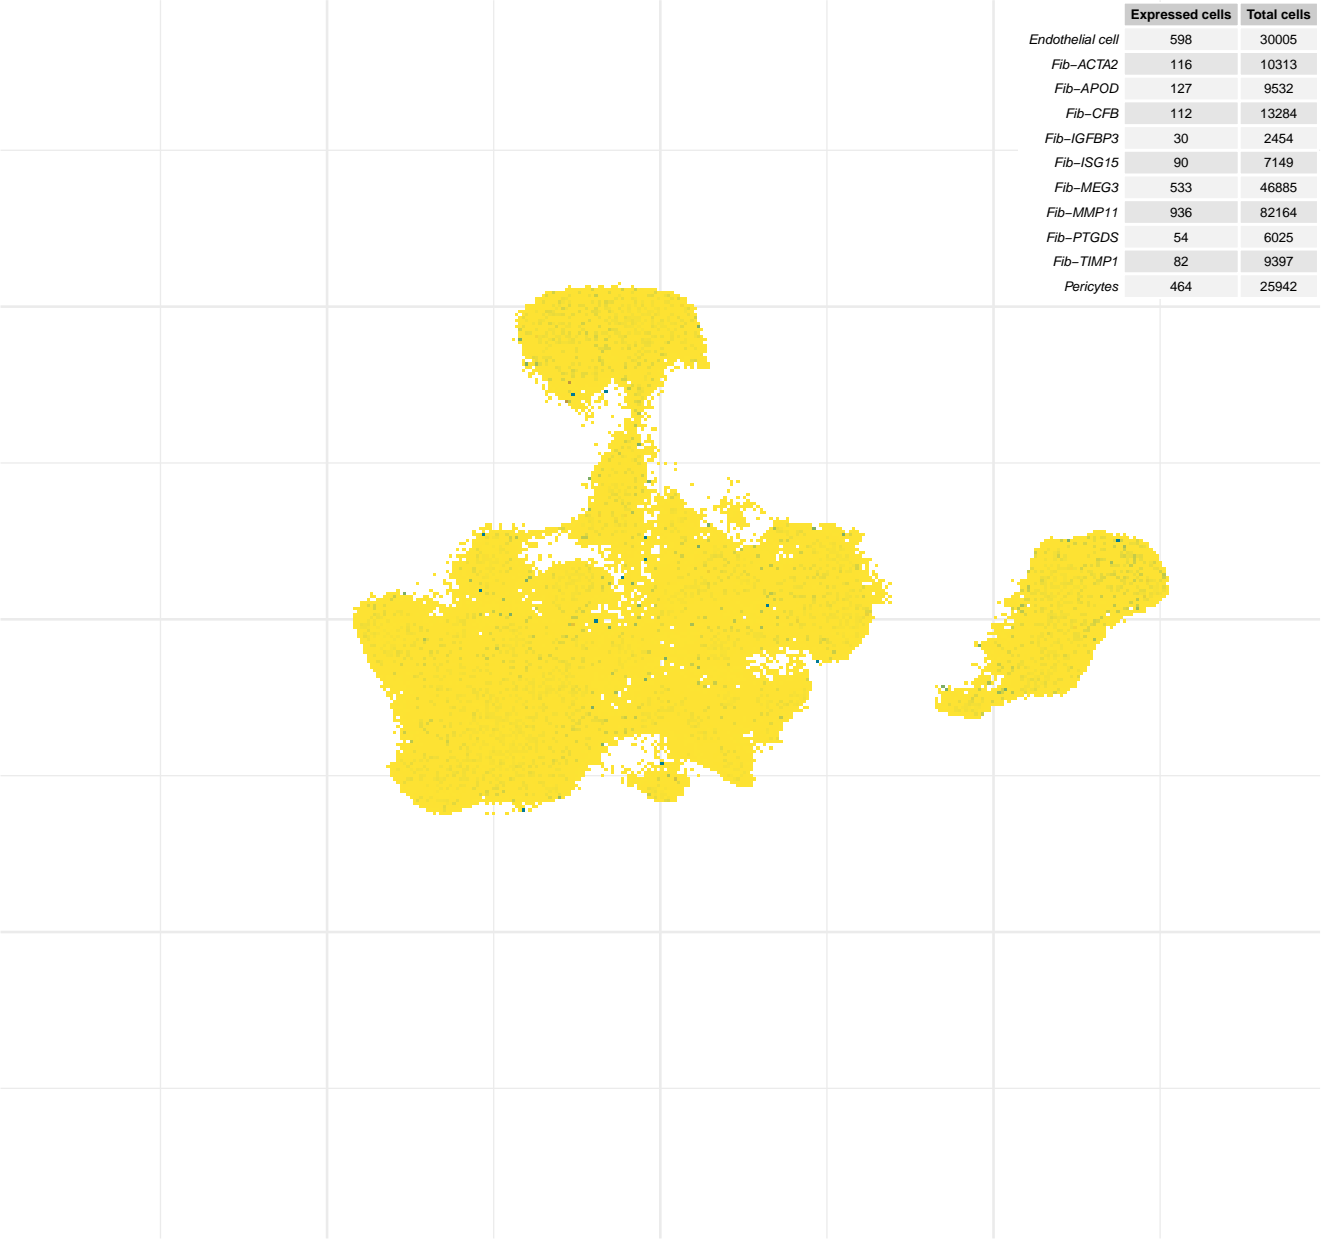 Expressed cells Total cells
Endothelial cell 598 30005
Fib−ACTA2 116 10313
Fib−APOD 127 9532
Fib−CFB 112 13284
Fib−IGFBP3 30 2454
Fib−ISG15 90 7149
Fib−MEG3 533 46885
Fib−MMP11 936 82164
Fib−PTGDS 54 6025
Fib−TIMP1 82 9397
Pericytes 464 25942